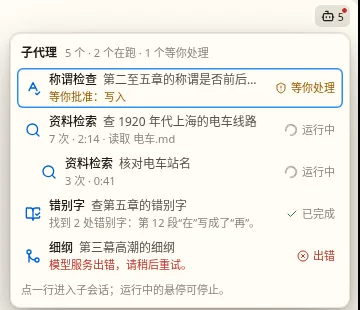 5
子代理 5 个 · 2 个在跑 · 1 个等你处理
称谓检查 第二至五章的称谓是否前后... 等你处理
等你批准：写入
资料检索 查 1920 年代上海的电车线路 运行中
7 次 · 2:14 · 读取 电车.md
资料检索 核对电车站名 运行中
3 次 · 0:41
错别字 查第五章的错别字 已完成
找到 2 处错别字：第 12 段“在”写成了“再”。
细纲 第三幕高潮的细纲 出错
模型服务出错，请稍后重试。
点一行进入子会话；运行中的悬停可停止。